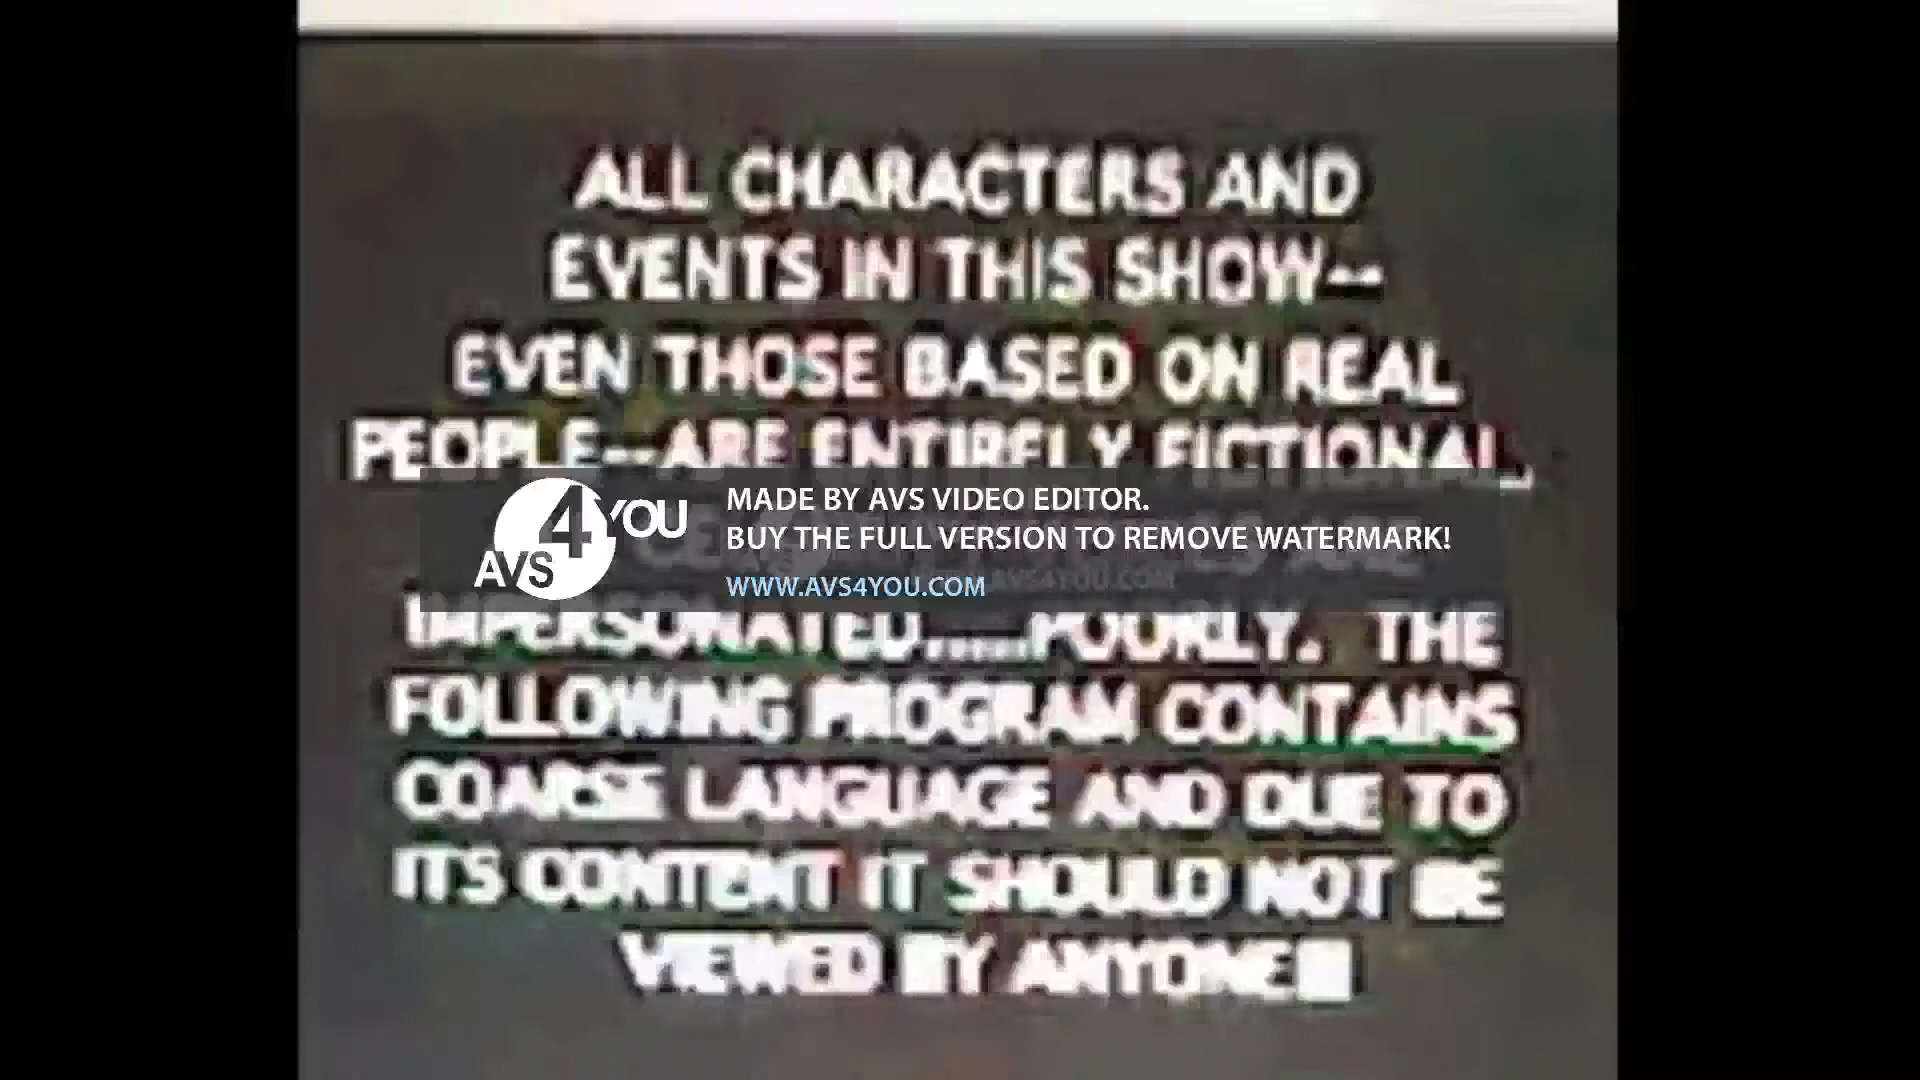 ALL CHARACTERS AND
EVENTS IN THIS SHOW--
EVEN THOSE BASED ON REAL
PEOPLE--ARE ENTIRELY FICTIONAL.
AVS4YOU
MADE BY AVS VIDEO EDITOR.
BUY THE FULL VERSION TO REMOVE WATERMARK!
WWW.AVS4YOU.COM
ARE
IMPERSONATED.....POORLY. THE
FOLLOWING PROGRAM CONTAINS
COARSE LANGUAGE AND DUE TO
ITS CONTENT IT SHOULD NOT BE
VIEWED BY ANYONE